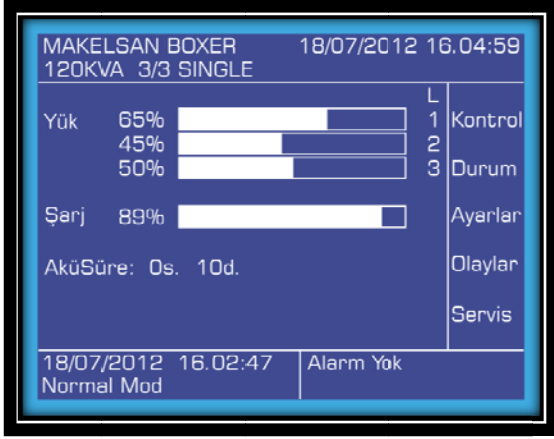 MAKELSAN BOXER 18/07/2012 16.04:59
120KVA 3/3 SINGLE
L
Yük 65% 1
45% 2
50% 3
Şarj 89%
AküSüre: 0s. 10d.
Kontrol
Durum
Ayarlar
Olaylar
Servis
18/07/2012 16.02:47 Alarm Yok
Normal Mod